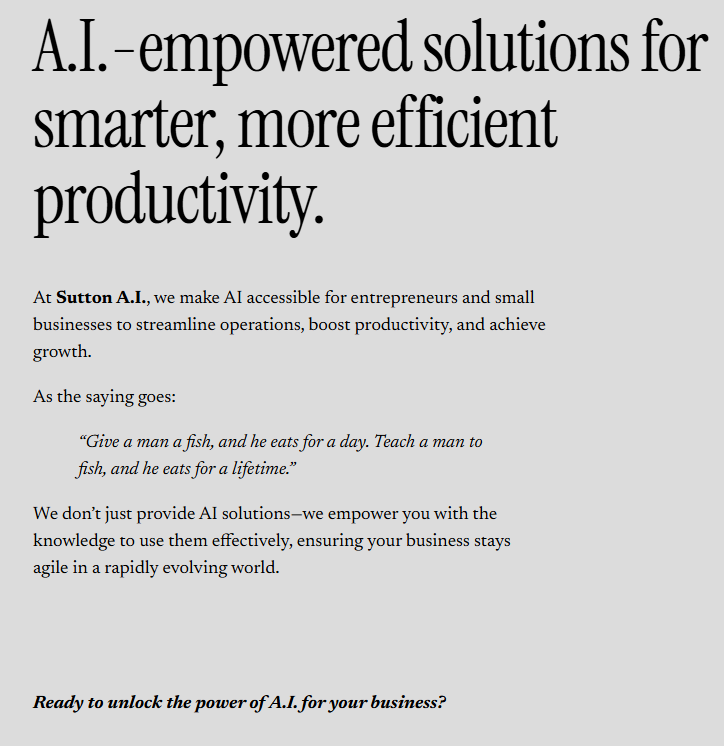 A.I.–empowered solutions for
smarter, more efficient
productivity.
At Sutton A.I., we make AI accessible for entrepreneurs and small
businesses to streamline operations, boost productivity, and achieve
growth.
As the saying goes:
“Give a man a fish, and he eats for a day. Teach a man to
fish, and he eats for a lifetime.”
We don’t just provide AI solutions—we empower you with the
knowledge to use them effectively, ensuring your business stays
agile in a rapidly evolving world.
Ready to unlock the power of A.I. for your business?